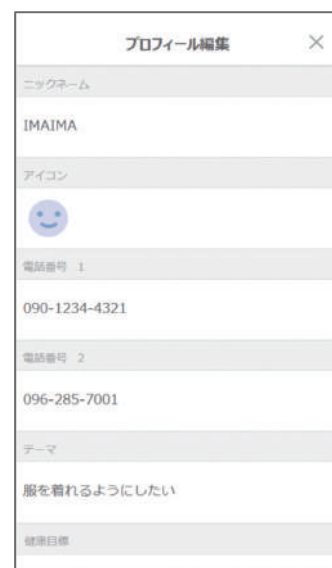 プロフィール編集
ニックネーム
IMAIMA
アイコン
電話番号 1
090-1234-4321
電話番号 2
096-285-7001
テーマ
服を着れるようにしたい
健康目標